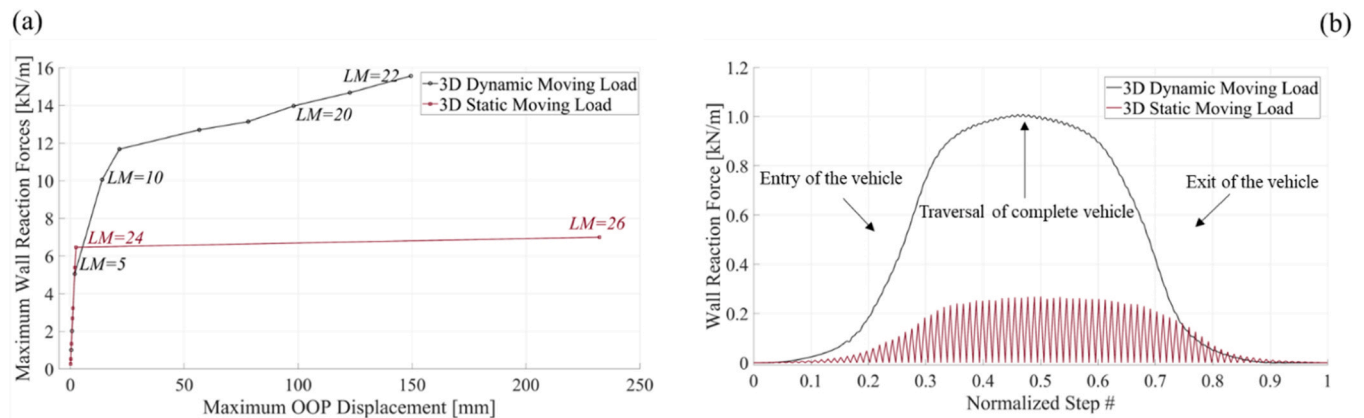 (a)
(b)
Maximum Wall Reaction Forces [kN/m]
16
14
12
10
8
6
4
2
0
LM=22
LM=20
LM=10
LM=24
LM=5
LM=26
3D Dynamic Moving Load
3D Static Moving Load
0
50
100
150
200
250
Maximum OOP Displacement [mm]
Wall Reaction Force [kN/m]
1.2
1.0
0.8
0.6
0.4
0.2
0
3D Dynamic Moving Load
3D Static Moving Load
Entry of the vehicle
Traversal of complete vehicle
Exit of the vehicle
0
0.1
0.2
0.3
0.4
0.5
0.6
0.7
0.8
0.9
1
Normalized Step #